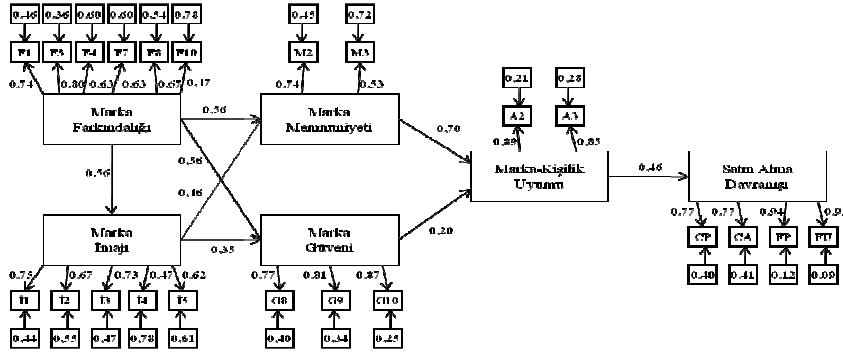 0,46 0,36 0,60 0,60 0,54 0,78 0,45 0,72
F1 F3 F4 F7 F8 F10 M2 M3
0,21 0,28
0,74 0,80 0,63 0,63 0,67 0,47 0,74 0,53
Marka
Farkındalığı
0,56
Marka
Memnuniyeti
A2 A3
0,70
0,89 0,85
0,56
0,56
0,46
Marka-Kişilik
Uyumu
0,46
Satın Alma
Davranışı
Marka
İmajı
0,35
Marka
Güveni
0,20
0,77 0,77 0,94
CF CA FF FU
0,75 0,67 0,73 0,47 0,62 0,77 0,81 0,87
0,40 0,41 0,12 0,09
İ1 İ2 İ3 İ4 İ5 G8 G9 G10
0,44 0,55 0,47 0,78 0,61 0,40 0,34 0,25